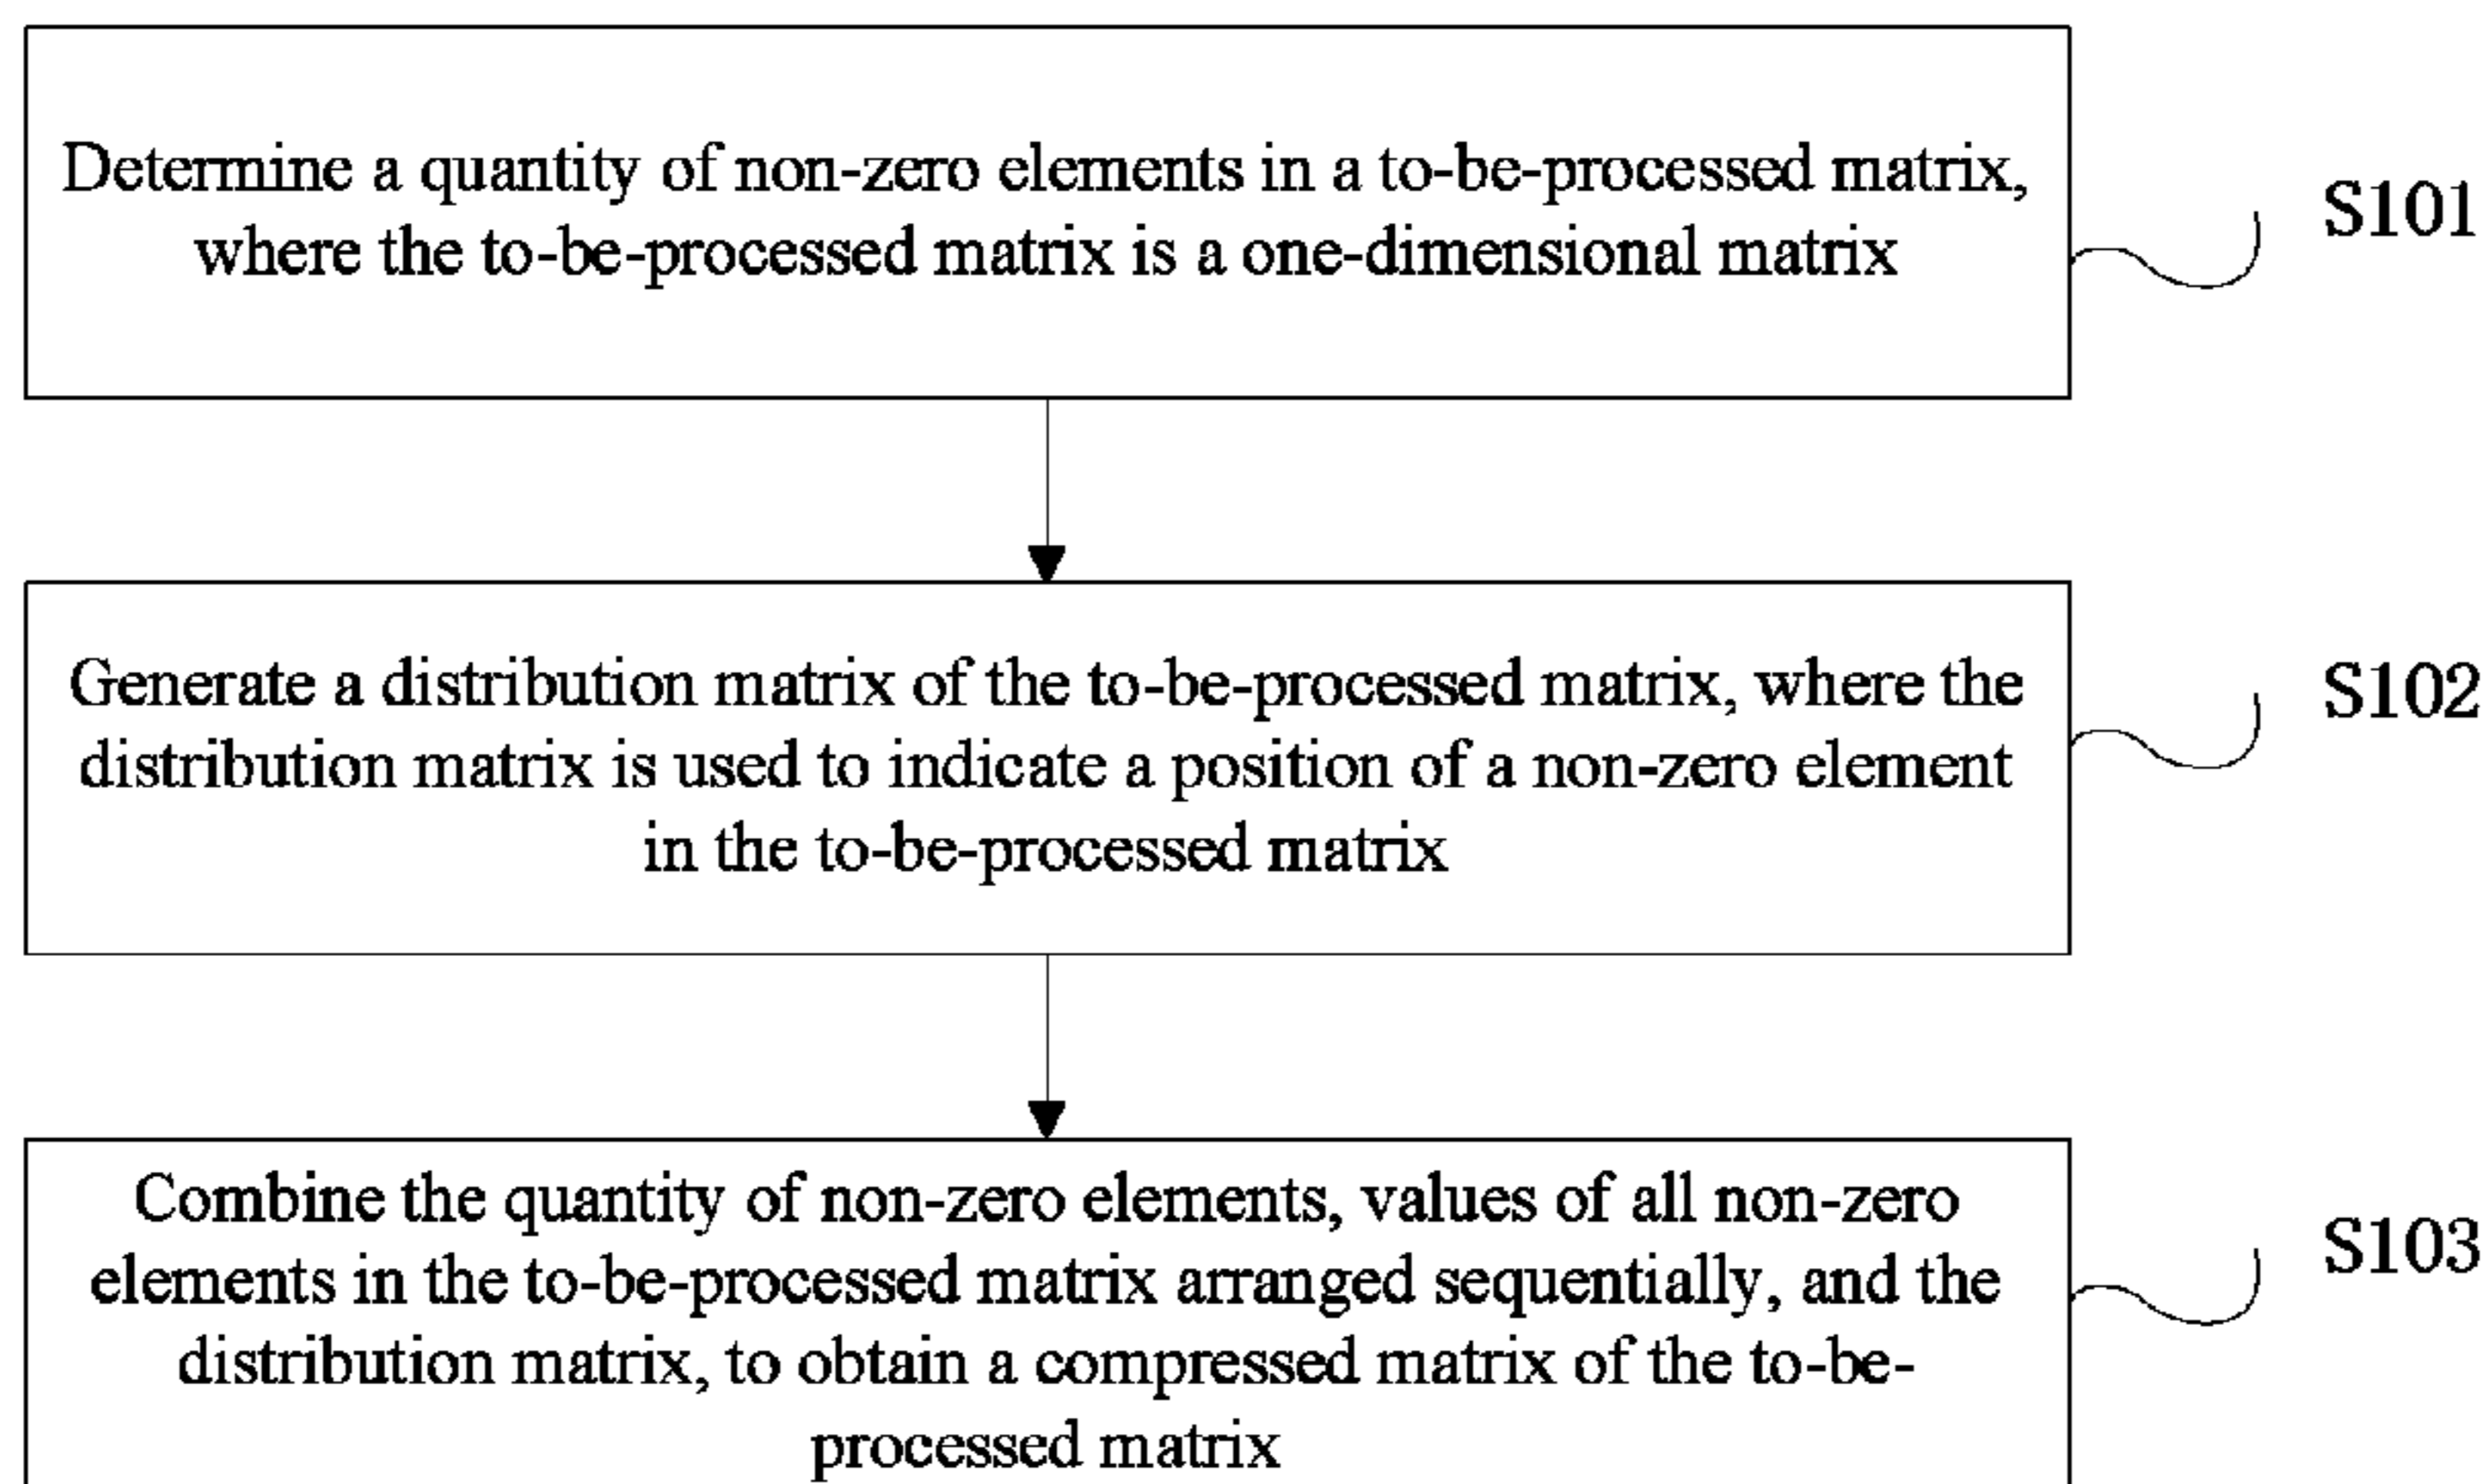 Determine a quantity of non-zero elements in a to-be-processed matrix,
where the to-be-processed matrix is a one-dimensional matrix
S101
Generate a distribution matrix of the to-be-processed matrix, where the
distribution matrix is used to indicate a position of a non-zero element
in the to-be-processed matrix
S102
Combine the quantity of non-zero elements, values of all non-zero
elements in the to-be-processed matrix arranged sequentially, and the
distribution matrix, to obtain a compressed matrix of the to-be-
processed matrix
S103